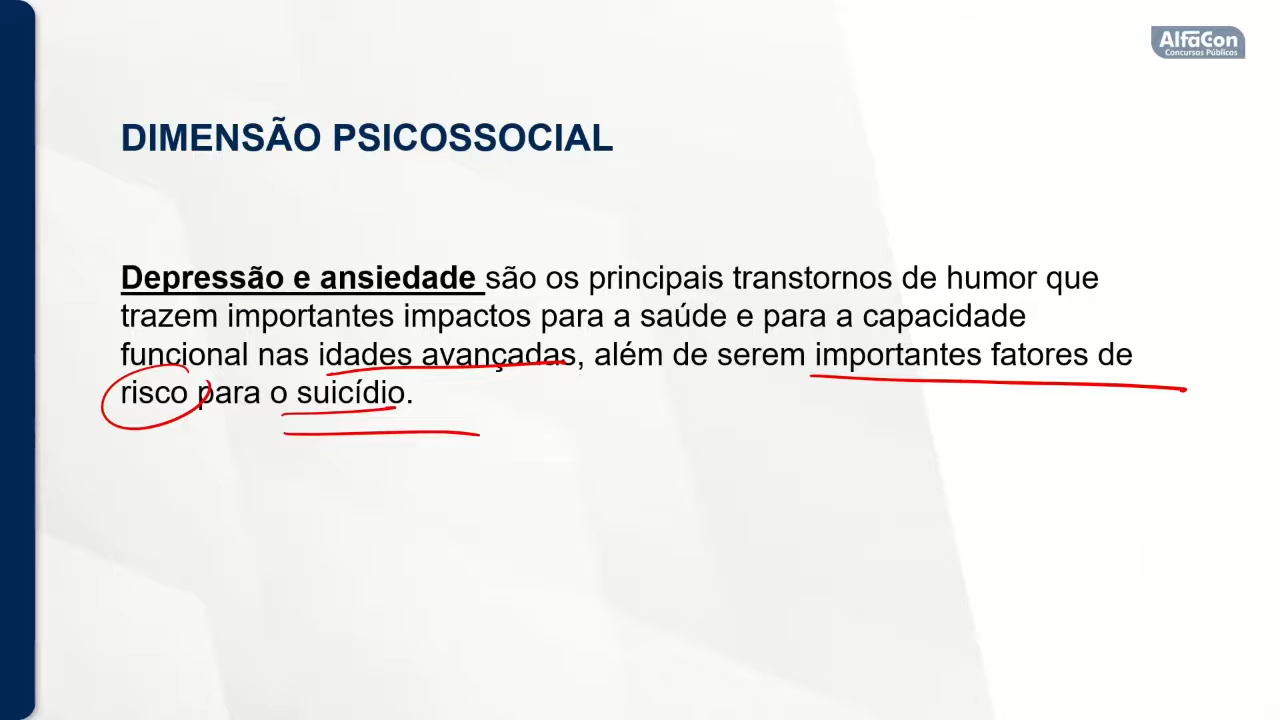 AlfaCon
Concursos Públicos
DIMENSÃO PSICOSSOCIAL
Depressão e ansiedade são os principais transtornos de humor que
trazem importantes impactos para a saúde e para a capacidade
funcional nas idades avançadas, além de serem importantes fatores de
risco para o suicídio.